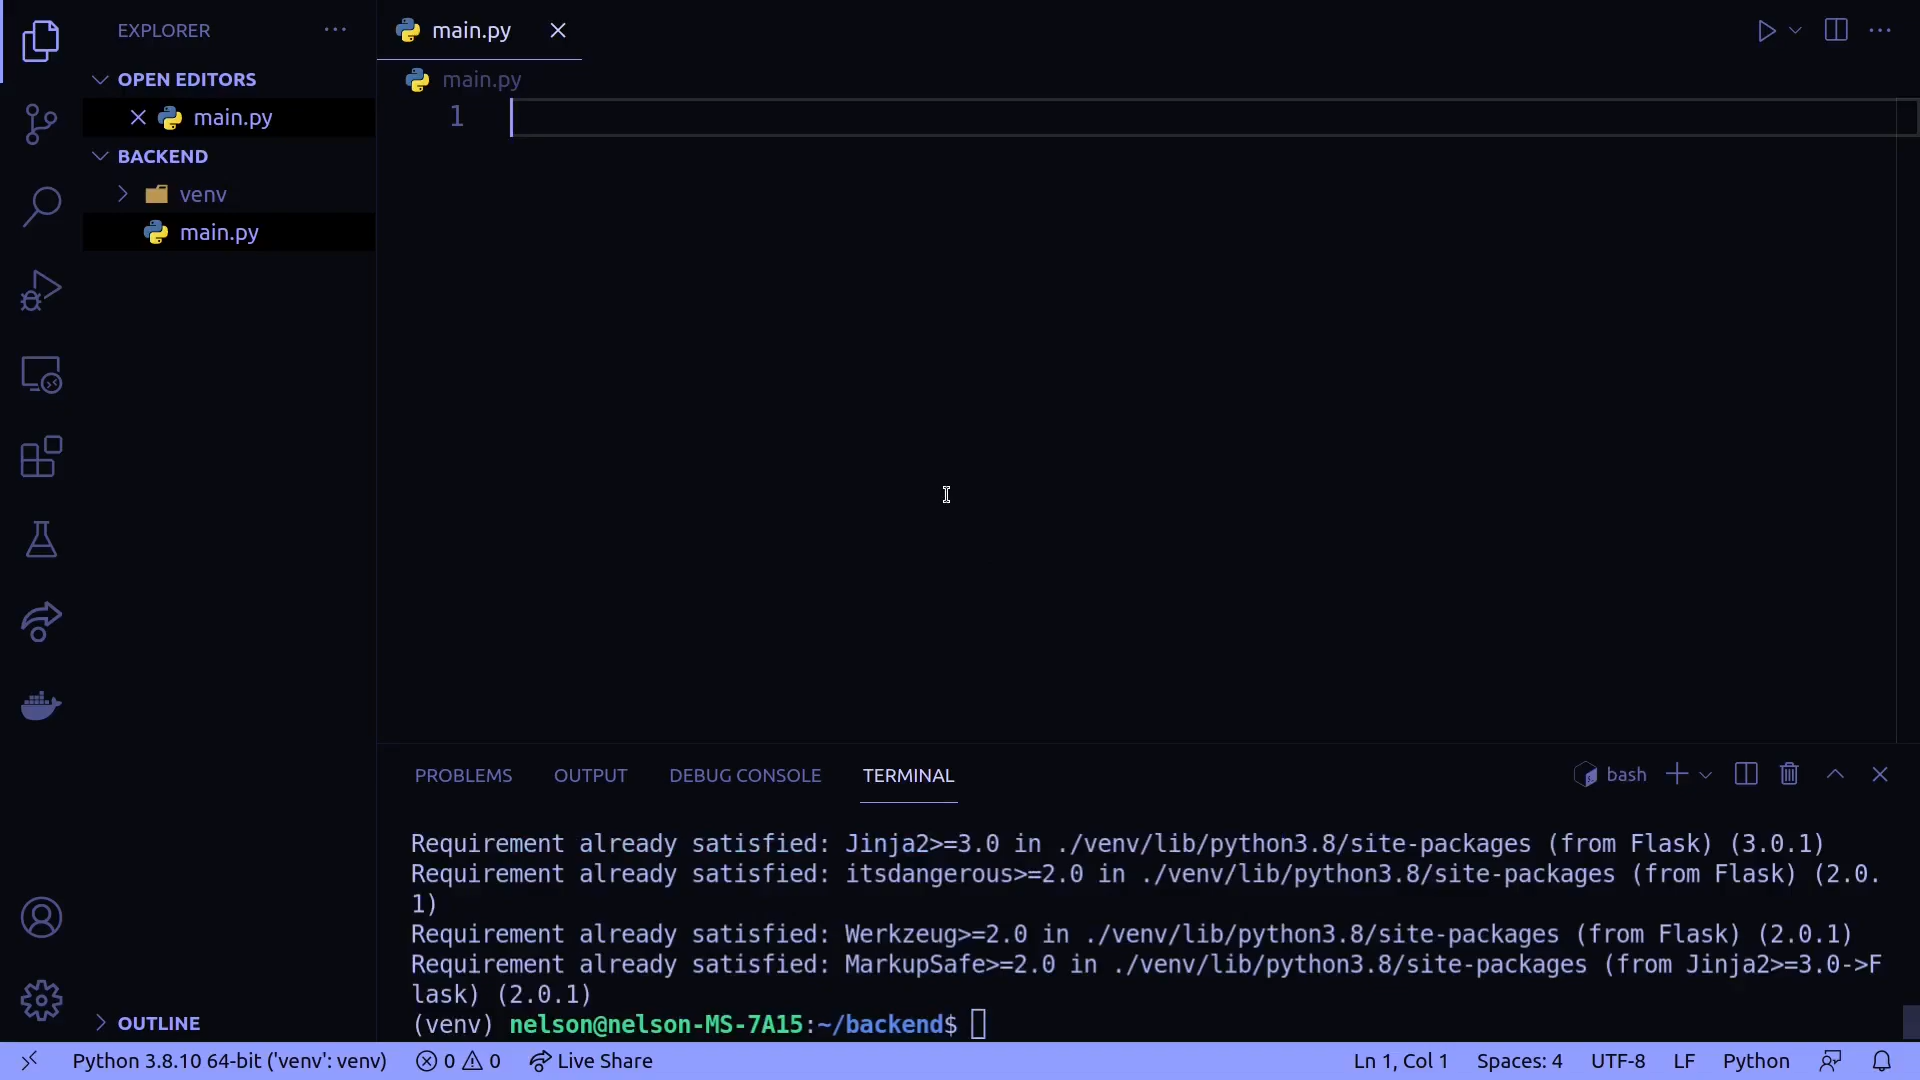 EXPLORER
OPEN EDITORS
main.py
BACKEND
venv
main.py
main.py
main.py
1
PROBLEMS
OUTPUT
DEBUG CONSOLE
TERMINAL
bash
Requirement already satisfied: Jinja2>=3.0 in ./venv/lib/python3.8/site-packages (from Flask) (3.0.1)
Requirement already satisfied: itsdangerous>=2.0 in ./venv/lib/python3.8/site-packages (from Flask) (2.0.
1)
Requirement already satisfied: Werkzeug>=2.0 in ./venv/lib/python3.8/site-packages (from Flask) (2.0.1)
Requirement already satisfied: MarkupSafe>=2.0 in ./venv/lib/python3.8/site-packages (from Jinja2>=3.0->F
lask) (2.0.1)
(venv) nelson@nelson-MS-7A15:~/backend$
OUTLINE
Python 3.8.10 64-bit ('venv': venv)
0
0
Live Share
Ln 1, Col 1
Spaces: 4
UTF-8
LF
Python